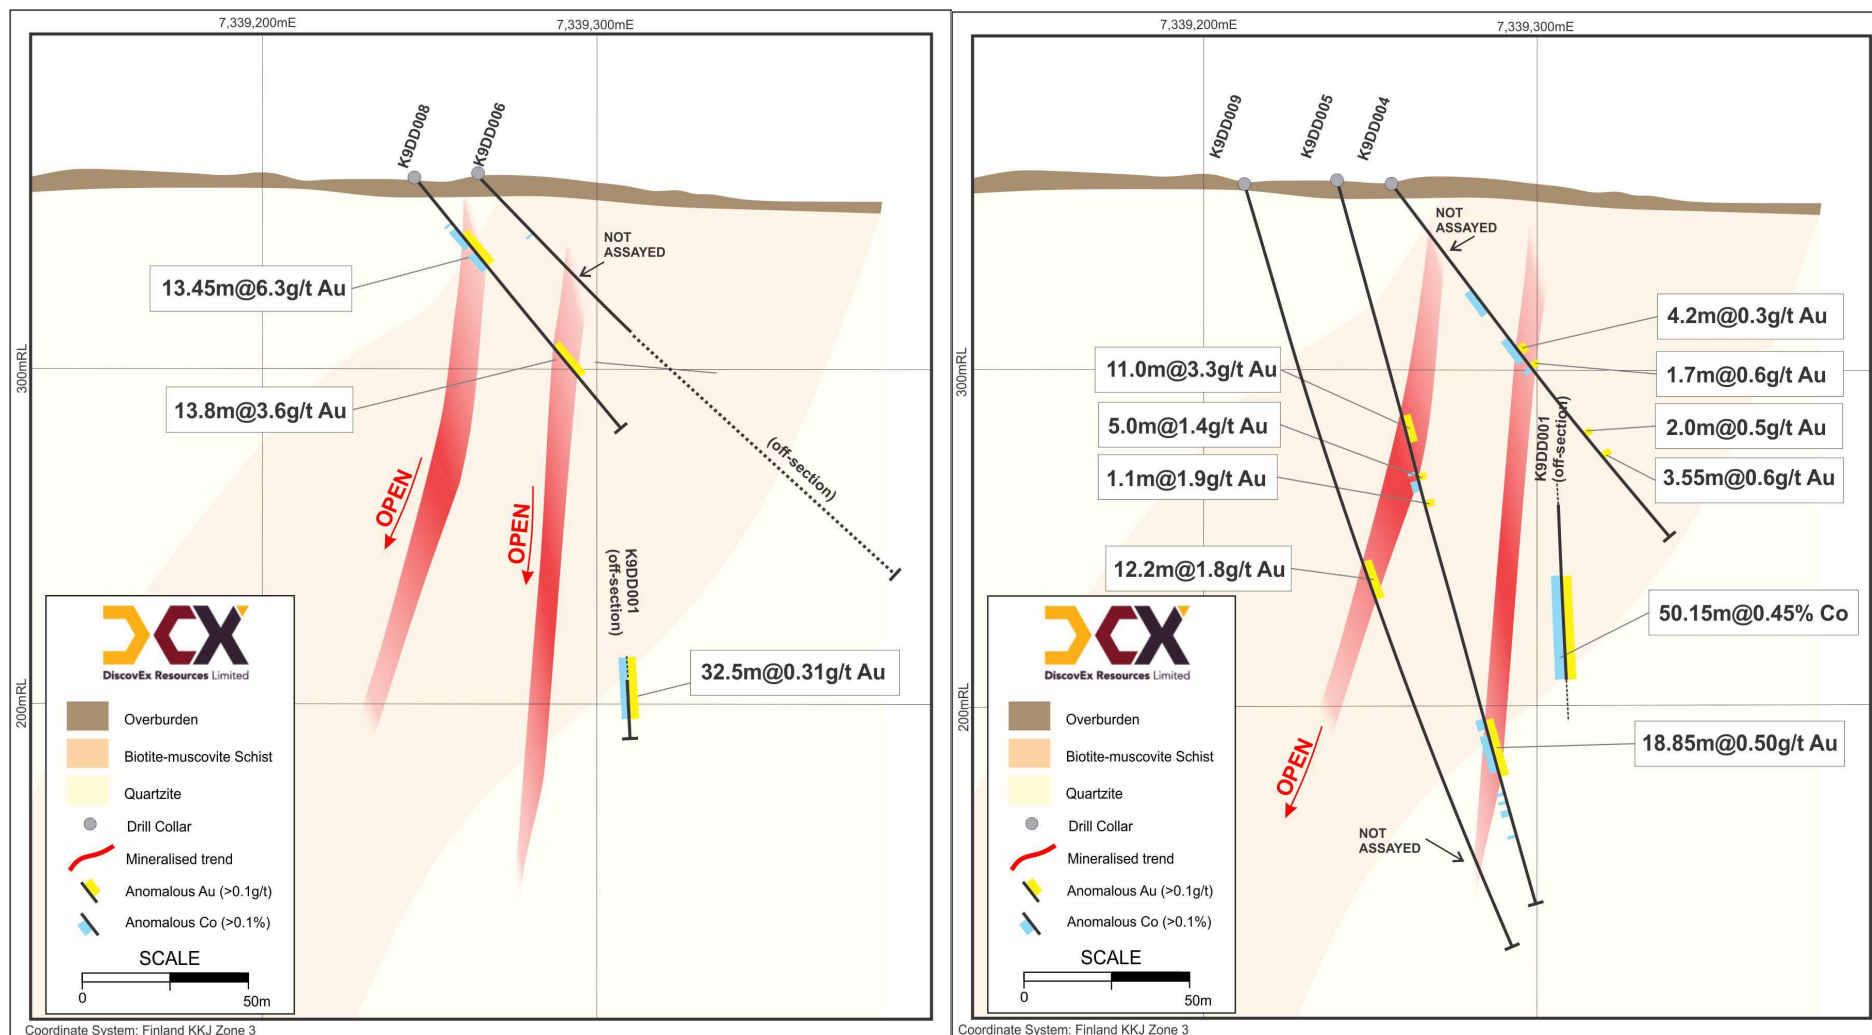 7,339,200mE
7,339,300mE
K9DD008
K9DD006
NOT
ASSAYED
13.45m@6.3g/t Au
300mRL
13.8m@3.6g/t Au
(off-section)
OPEN
OPEN
K9DD001
(off-section)
32.5m@0.31g/t Au
200mRL
DCX
DiscovEx Resources Limited
Overburden
Biotite-muscovite Schist
Quartzite
Drill Collar
Mineralised trend
Anomalous Au (>0.1g/t)
Anomalous Co (>0.1%)
SCALE
0
50m
Coordinate System: Finland KKJ Zone 3
7,339,200mE
7,339,300mE
K9DD009
K9DD005
K9DD004
NOT
ASSAYED
4.2m@0.3g/t Au
11.0m@3.3g/t Au
300mRL
1.7m@0.6g/t Au
5.0m@1.4g/t Au
2.0m@0.5g/t Au
K9DD001
(off-section)
1.1m@1.9g/t Au
3.55m@0.6g/t Au
12.2m@1.8g/t Au
50.15m@0.45% Co
200mRL
18.85m@0.50g/t Au
OPEN
NOT
ASSAYED
DCX
DiscovEx Resources Limited
Overburden
Biotite-muscovite Schist
Quartzite
Drill Collar
Mineralised trend
Anomalous Au (>0.1g/t)
Anomalous Co (>0.1%)
SCALE
0
50m
Coordinate System: Finland KKJ Zone 3